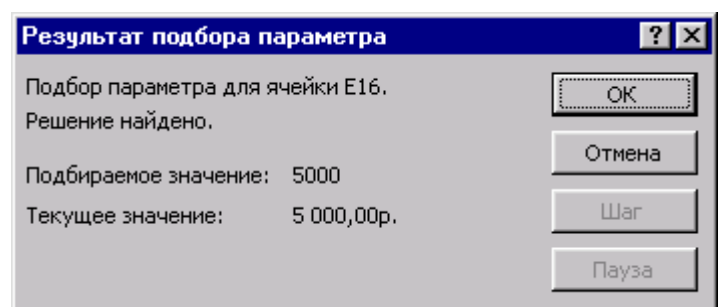 Результат подбора параметра
Подбор параметра для ячейки E16.
Решение найдено.
Подбираемое значение: 5000
Текущее значение: 5 000,00р.
ОК
Отмена
Шаг
Пауза